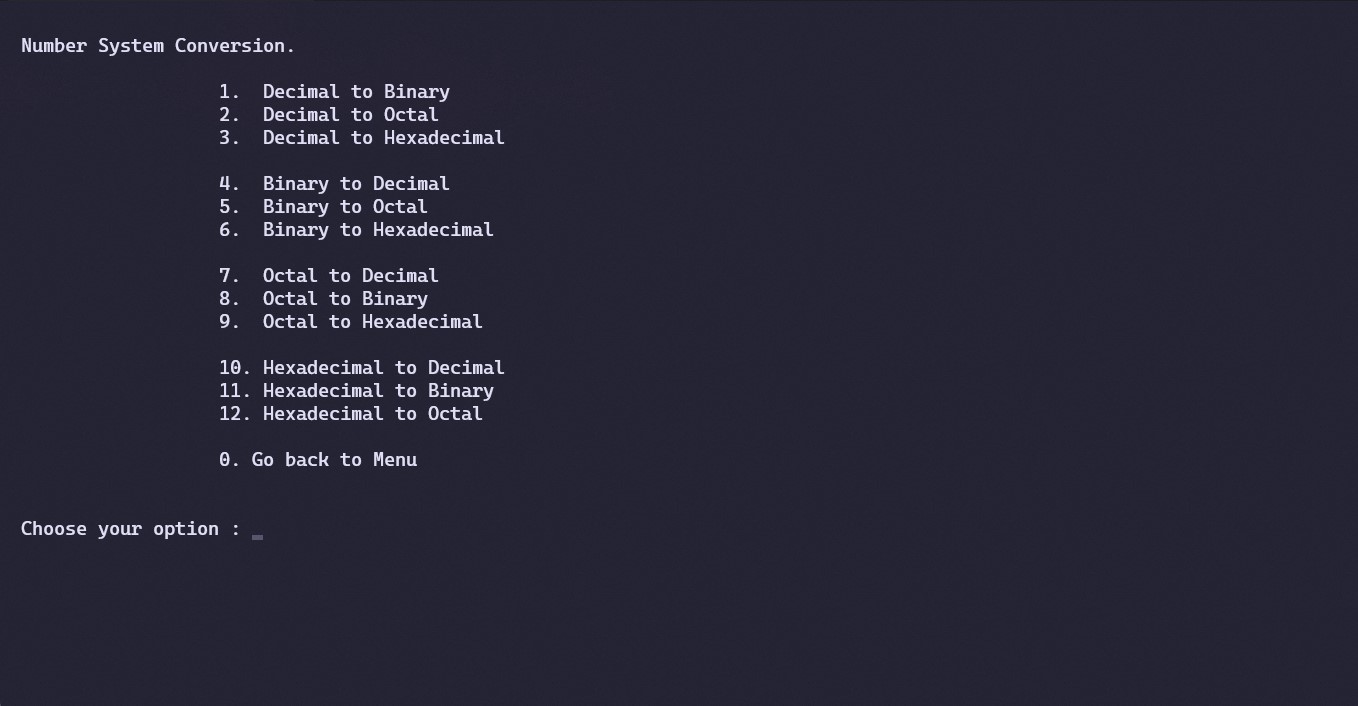 Number System Conversion.
1.  Decimal to Binary
2.  Decimal to Octal
3.  Decimal to Hexadecimal
4.  Binary to Decimal
5.  Binary to Octal
6.  Binary to Hexadecimal
7.  Octal to Decimal
8.  Octal to Binary
9.  Octal to Hexadecimal
10. Hexadecimal to Decimal
11. Hexadecimal to Binary
12. Hexadecimal to Octal
0. Go back to Menu
Choose your option : _